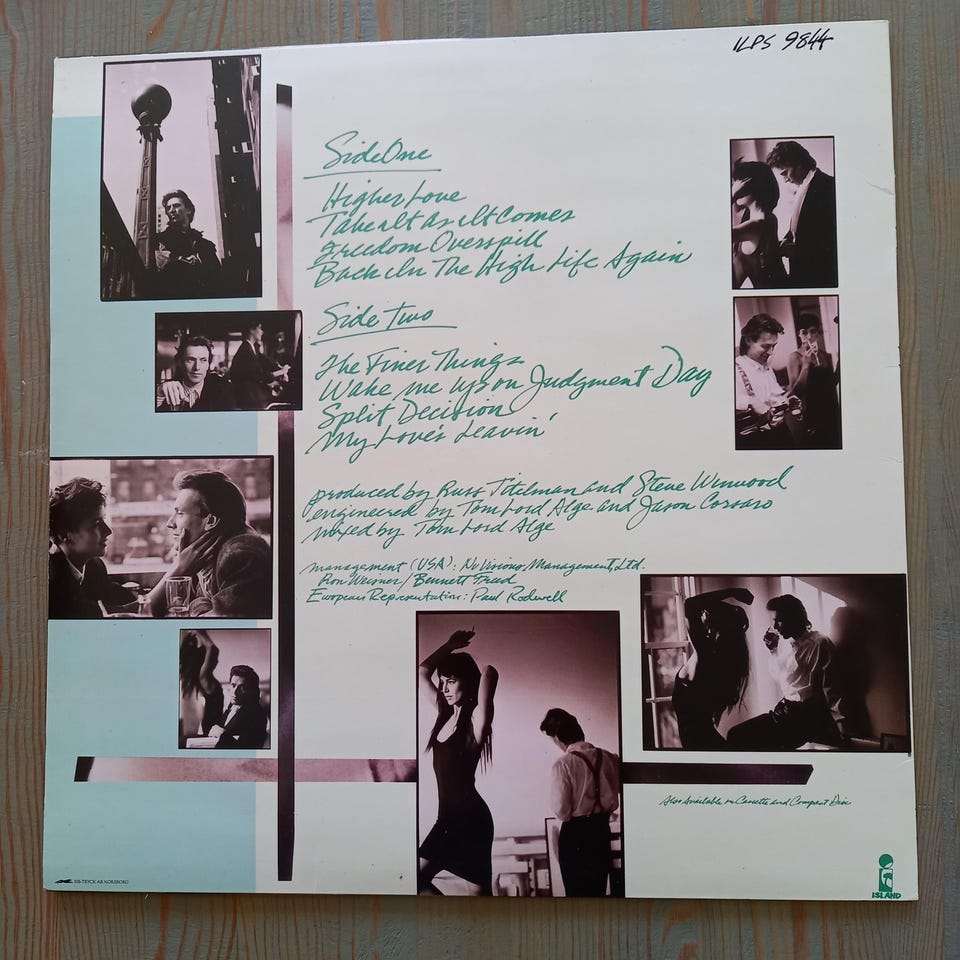 ILPS 9844
Side One
Higher Love
Take It As It Comes
Freedom Overspill
Back In The High Life Again
Side Two
The Finer Things
Wake me up on Judgment Day
Split Decision
My Love's Leavin'
produced by Russ Titelman and Steve Winwood
engineered by Tom Lord Alge and Jason Corsaro
mixed by Tom Lord Alge
management (USA): Nu Visions Management, Ltd.
Ron Weisner/Bennett Freed
European Representation: Paul Rodwell
Also Available on Cassette and Compact Disc
SIB-TRYCK AB NORSBORG
ISLAND